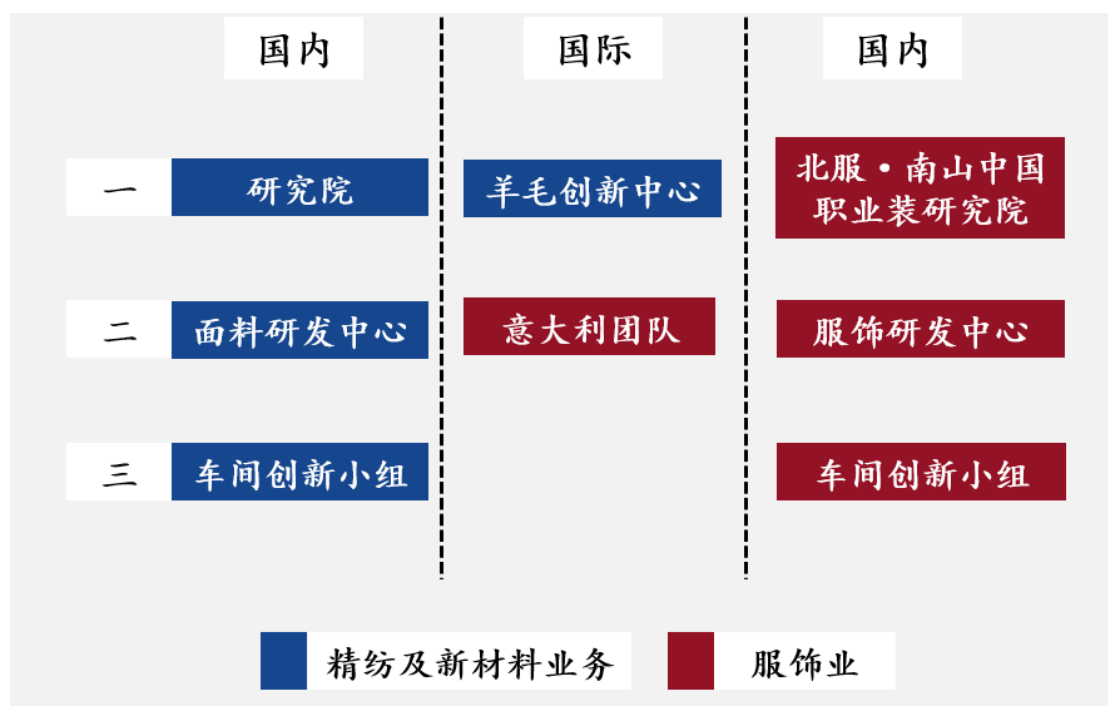 国内
国际
国内
一
研究院
羊毛创新中心
北服·南山中国
职业装研究院
二
面料研发中心
意大利团队
服饰研发中心
三
车间创新小组
车间创新小组
精纺及新材料业务
服饰业